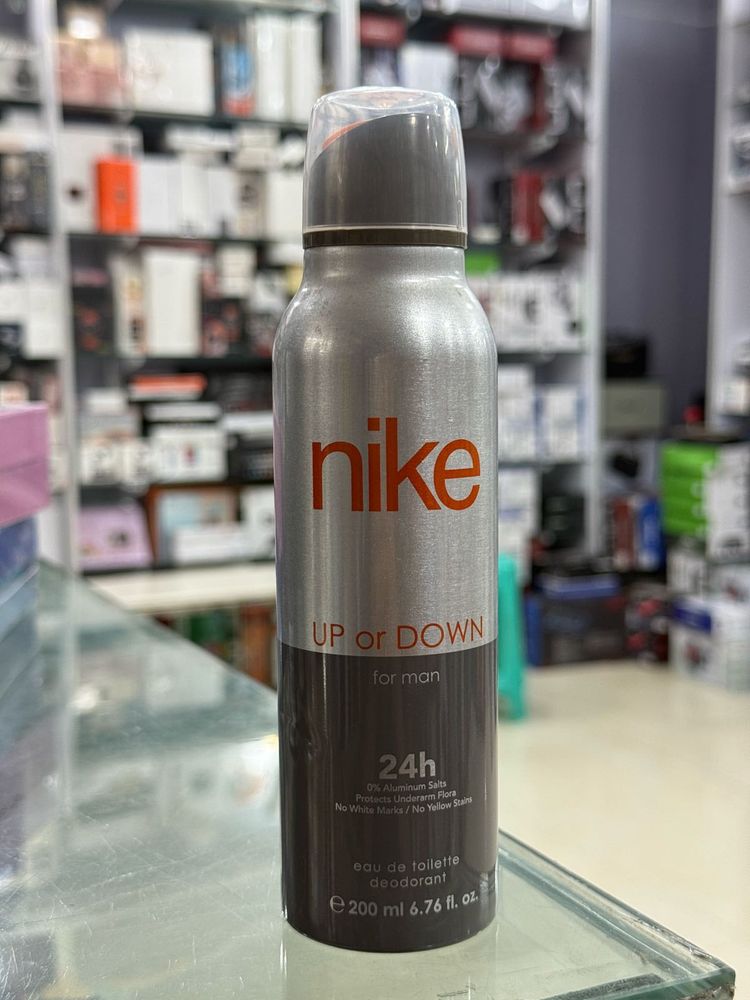 nike
UP or DOWN
for man
24h
0% Aluminum Salts
Protects Underarm Flora
No White Marks / No Yellow Stains
eau de toilette
deodorant
℮ 200 ml 6.76 fl. oz.